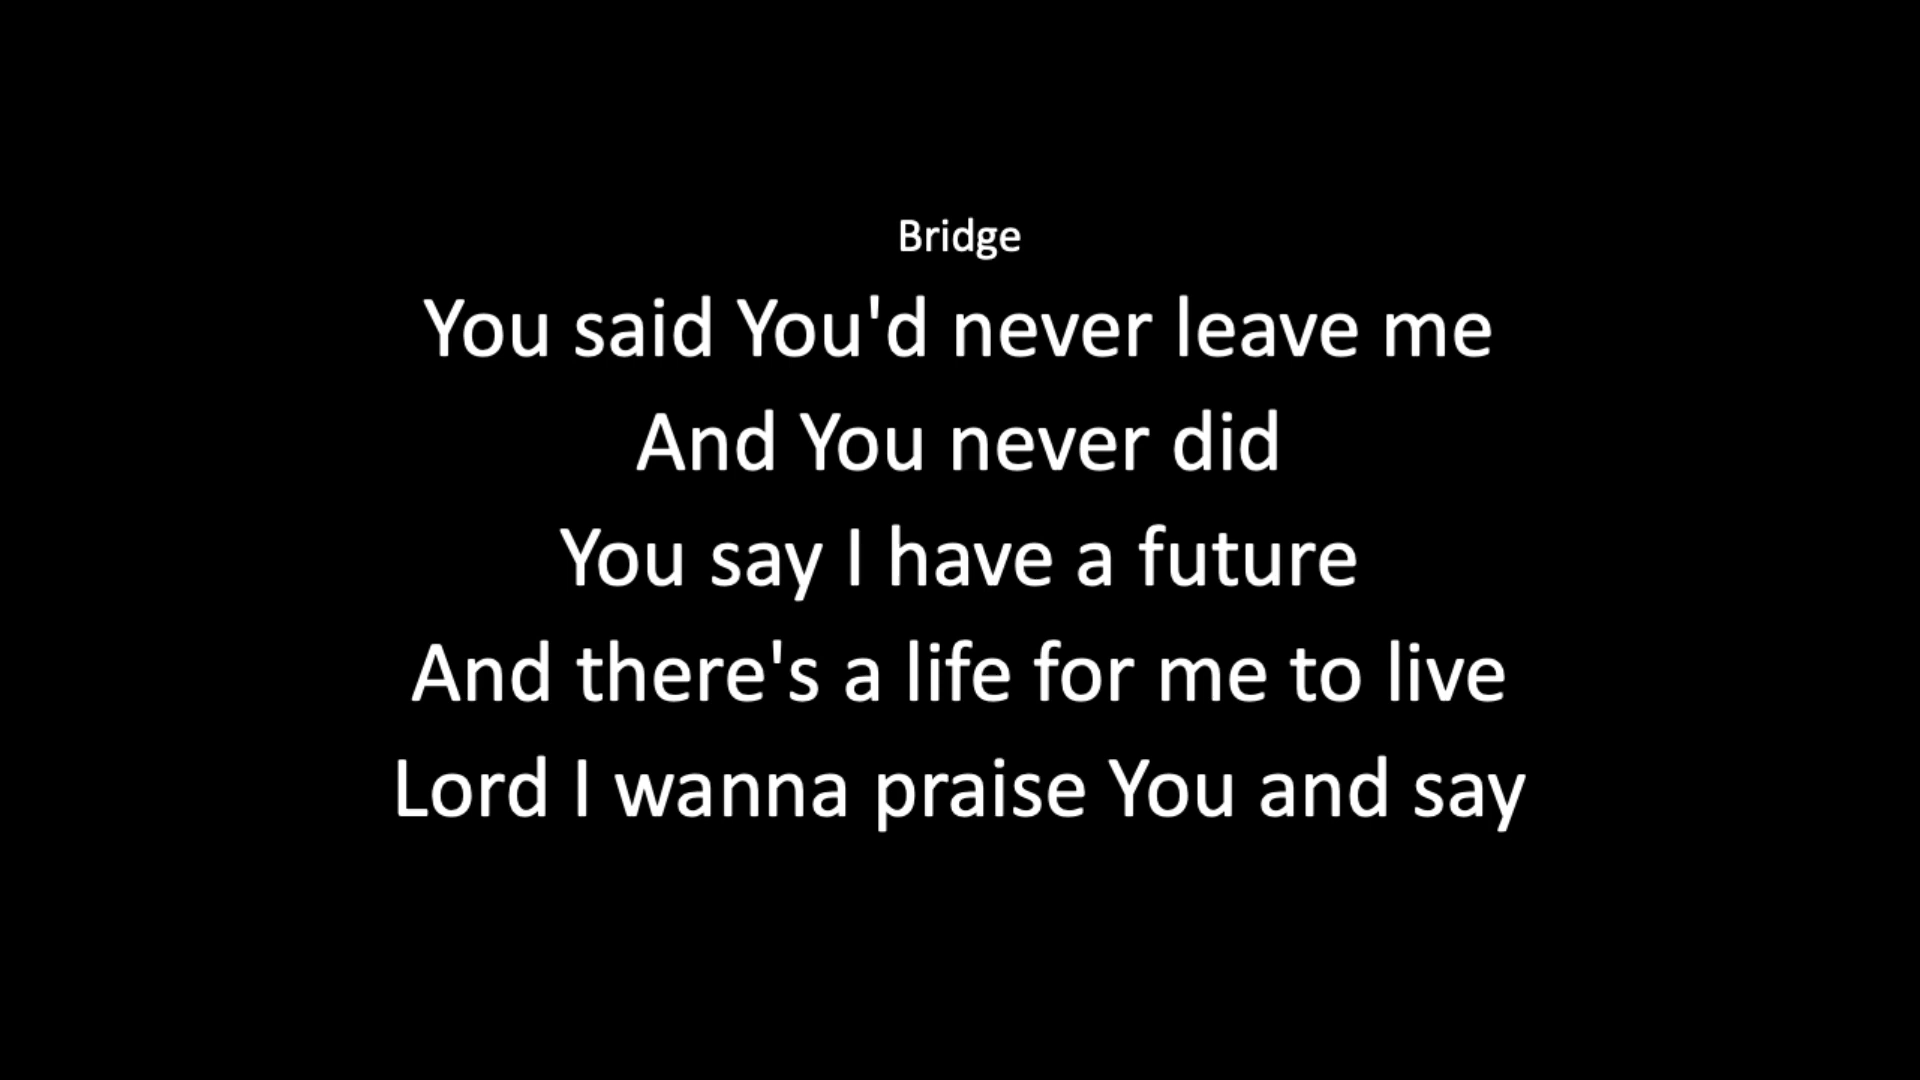 Bridge
You said You'd never leave me
And You never did
You say I have a future
And there's a life for me to live
Lord I wanna praise You and say